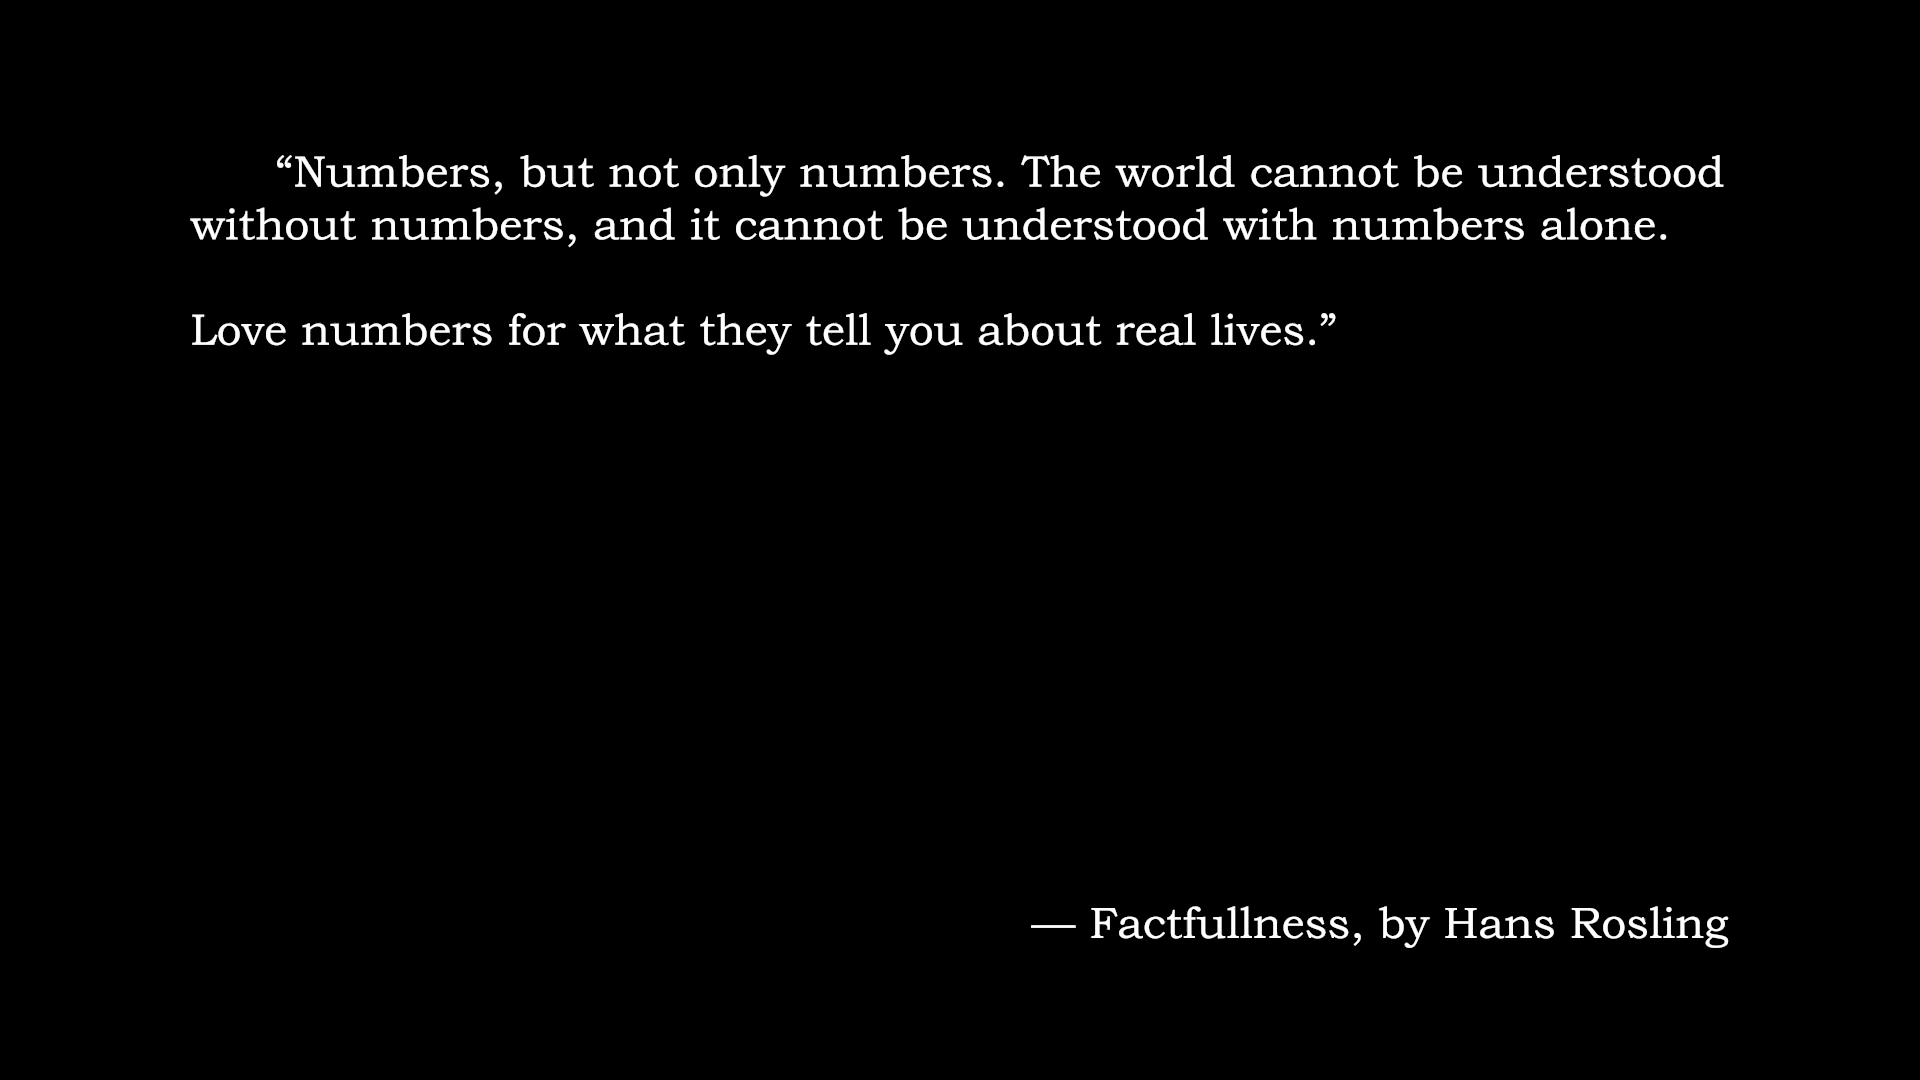 “Numbers, but not only numbers. The world cannot be understood
without numbers, and it cannot be understood with numbers alone.
Love numbers for what they tell you about real lives.”
— Factfullness, by Hans Rosling